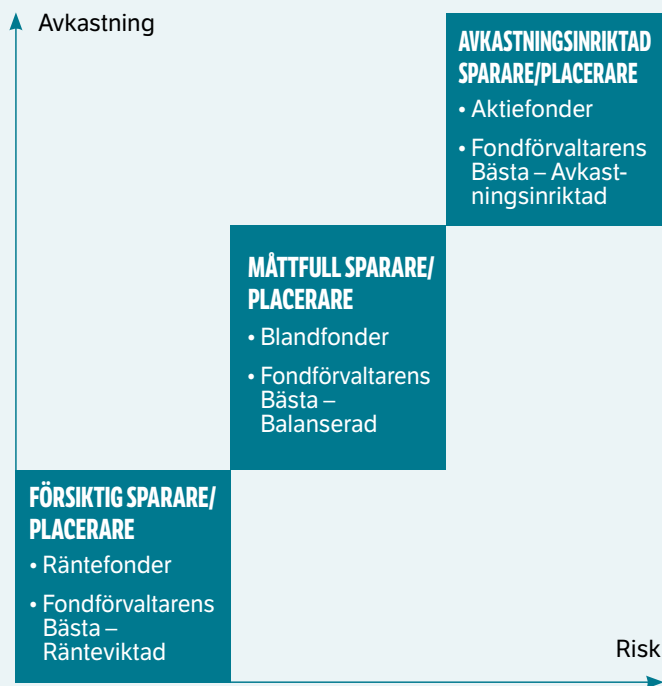 Avkastning
AVKASTNINGSINRIKTAD
SPARARE/PLACERARE
• Aktiefonder
• Fondförvaltarens
Bästa – Avkast-
ningsinriktad
MÅTTFULL SPARARE/
PLACERARE
• Blandfonder
• Fondförvaltarens
Bästa –
Balanserad
FÖRSIKTIG SPARARE/
PLACERARE
• Räntefonder
• Fondförvaltarens
Bästa –
Ränteviktad
Risk